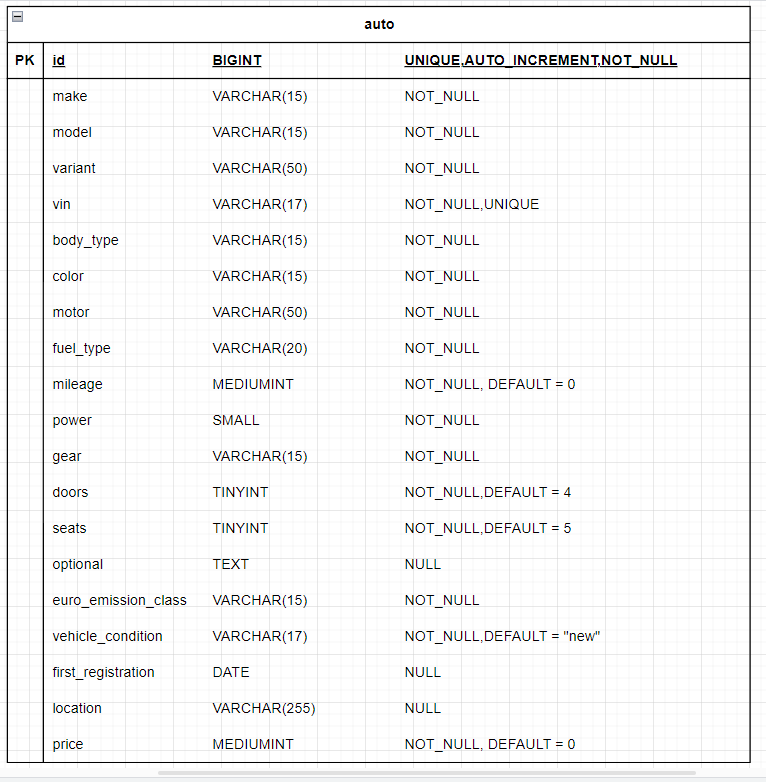 auto
PK id BIGINT UNIQUE,AUTO_INCREMENT,NOT_NULL
make VARCHAR(15) NOT_NULL
model VARCHAR(15) NOT_NULL
variant VARCHAR(50) NOT_NULL
vin VARCHAR(17) NOT_NULL,UNIQUE
body_type VARCHAR(15) NOT_NULL
color VARCHAR(15) NOT_NULL
motor VARCHAR(50) NOT_NULL
fuel_type VARCHAR(20) NOT_NULL
mileage MEDIUMINT NOT_NULL, DEFAULT = 0
power SMALL NOT_NULL
gear VARCHAR(15) NOT_NULL
doors TINYINT NOT_NULL,DEFAULT = 4
seats TINYINT NOT_NULL,DEFAULT = 5
optional TEXT NULL
euro_emission_class VARCHAR(15) NOT_NULL
vehicle_condition VARCHAR(17) NOT_NULL,DEFAULT = "new"
first_registration DATE NULL
location VARCHAR(255) NULL
price MEDIUMINT NOT_NULL, DEFAULT = 0